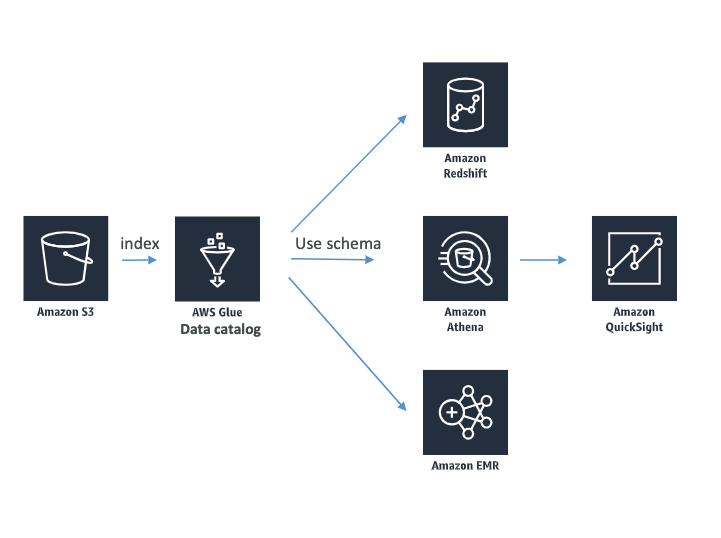 Amazon S3
index
AWS Glue
Data catalog
Use schema
Amazon
Redshift
Amazon
Athena
Amazon EMR
Amazon
QuickSight